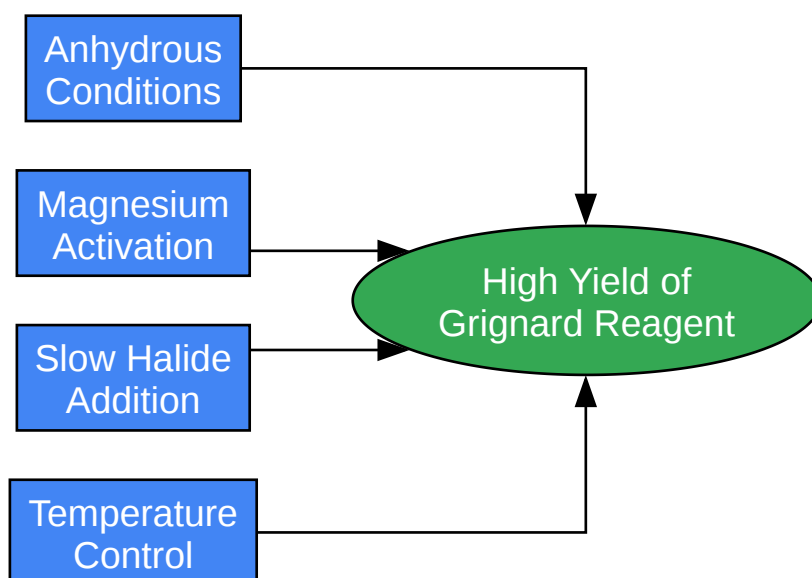 Anhydrous
Conditions
Magnesium
Activation
High Yield of
Grignard Reagent
Slow Halide
Addition
Temperature
Control